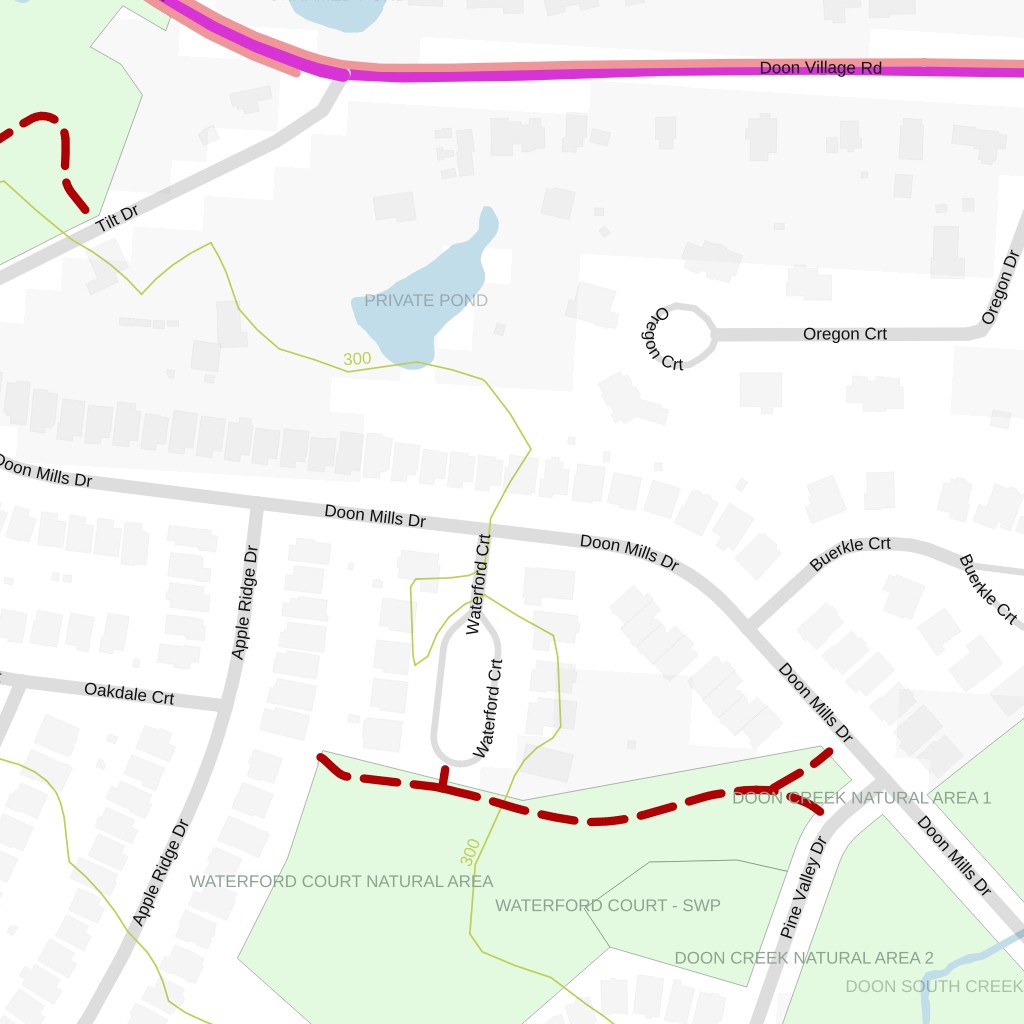 Doon Village Rd
Tilt Dr
Oregon Dr
PRIVATE POND
Oregon Crt
Oregon Crt
300
Doon Mills Dr
Doon Mills Dr
Doon Mills Dr
Buerkle Crt
Buerkle Crt
Waterford Crt
Apple Ridge Dr
Oakdale Crt
Waterford Crt
Doon Mills Dr
DOON CREEK NATURAL AREA 1
300
Apple Ridge Dr
Doon Mills Dr
WATERFORD COURT NATURAL AREA
Pine Valley Dr
WATERFORD COURT - SWP
DOON CREEK NATURAL AREA 2
DOON SOUTH CREEK